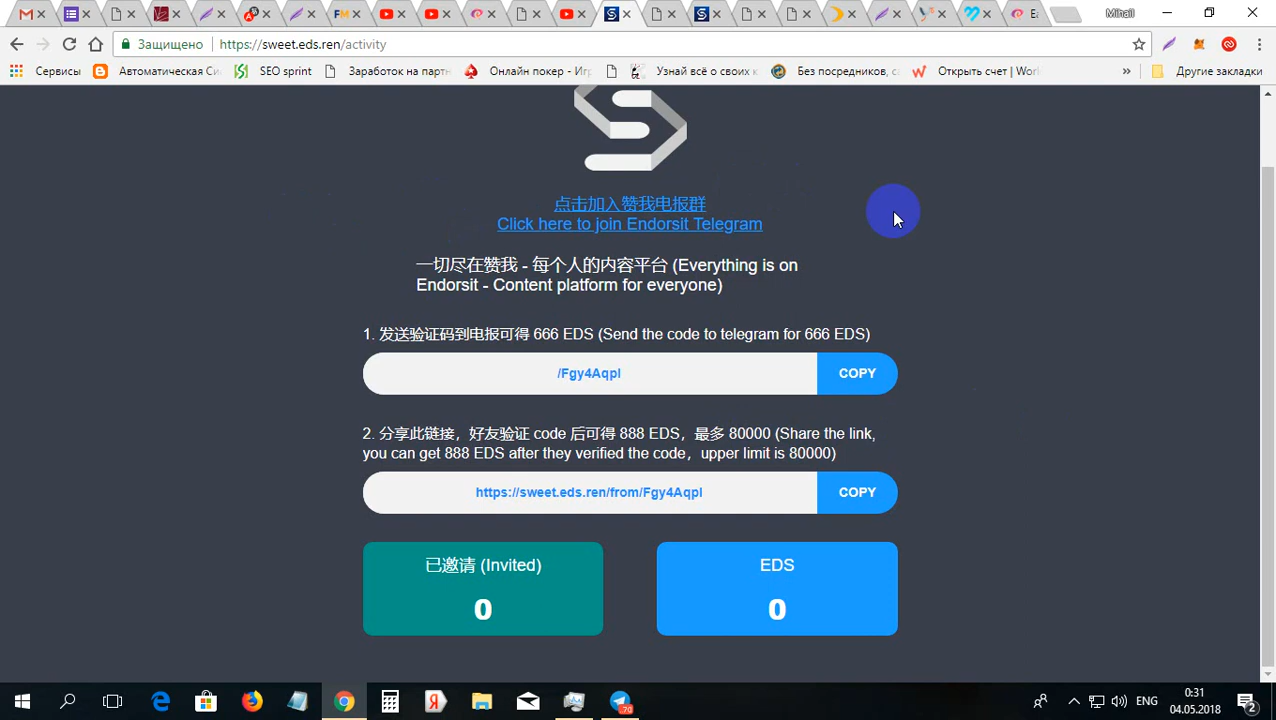 Mihail
Защищено
https://sweet.eds.ren/activity
Сервисы
Автоматическая Си
SEO sprint
Заработок на партн
Онлайн покер - Игр
Узнай всё о своих к
Без посредников, са
Открыть счет | Worl
»
Другие закладки
点击加入赞我电报群
Click here to join Endorsit Telegram
一切尽在赞我 - 每个人的内容平台 (Everything is on
Endorsit - Content platform for everyone)
1. 发送验证码到电报可得 666 EDS (Send the code to telegram for 666 EDS)
/Fgy4AqpI COPY
2. 分享此链接，好友验证 code 后可得 888 EDS，最多 80000 (Share the link,
you can get 888 EDS after they verified the code，upper limit is 80000)
https://sweet.eds.ren/from/Fgy4AqpI COPY
已邀请 (Invited) EDS
0 0
ENG
0:31
04.05.2018
2